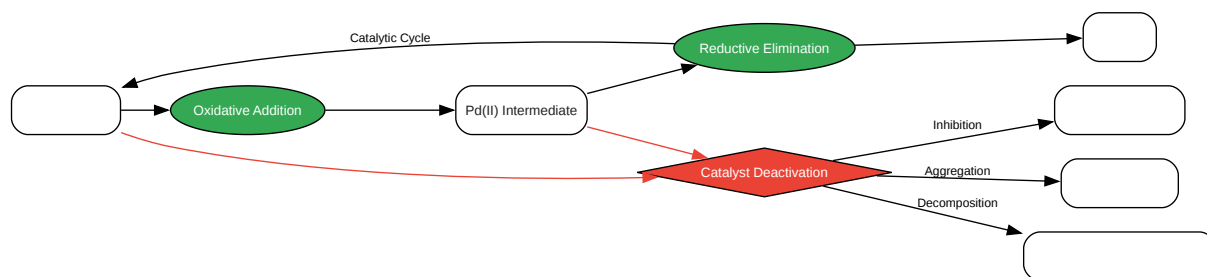 Catalytic Cycle
Reductive Elimination
Oxidative Addition
Pd(II) Intermediate
Inhibition
Catalyst Deactivation
Aggregation
Decomposition